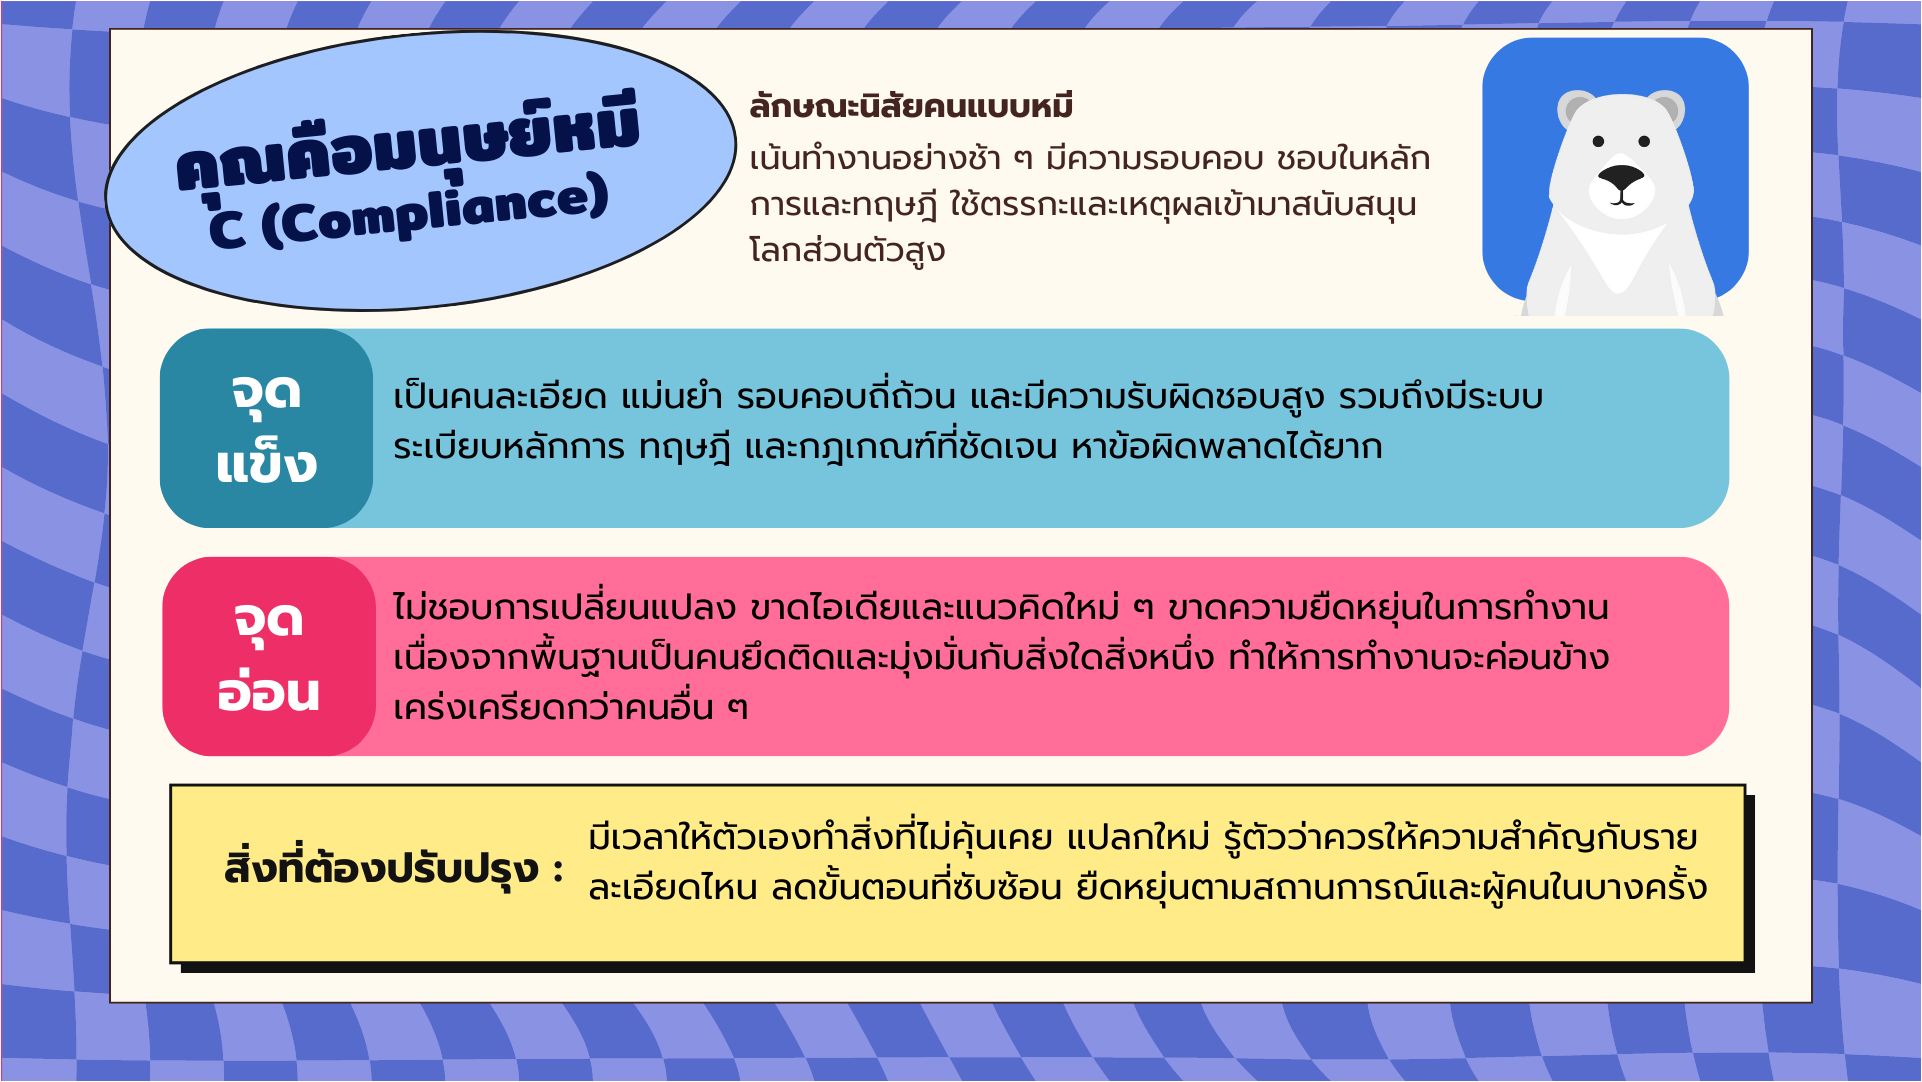 คุณคือมนุษย์หมี
C (Compliance)
ลักษณะนิสัยคนแบบหมี
เน้นทำงานอย่างช้า ๆ มีความรอบคอบ ชอบในหลัก
การและทฤษฎี ใช้ตรรกะและเหตุผลเข้ามาสนับสนุน
โลกส่วนตัวสูง
จุด
แข็ง
เป็นคนละเอียด แม่นยำ รอบคอบถี่ถ้วน และมีความรับผิดชอบสูง รวมถึงมีระบบ
ระเบียบหลักการ ทฤษฎี และกฎเกณฑ์ที่ชัดเจน หาข้อผิดพลาดได้ยาก
จุด
อ่อน
ไม่ชอบการเปลี่ยนแปลง ขาดไอเดียและแนวคิดใหม่ ๆ ขาดความยืดหยุ่นในการทำงาน
เนื่องจากพื้นฐานเป็นคนยึดติดและมุ่งมั่นกับสิ่งใดสิ่งหนึ่ง ทำให้การทำงานจะค่อนข้าง
เคร่งเครียดกว่าคนอื่น ๆ
สิ่งที่ต้องปรับปรุง :
มีเวลาให้ตัวเองทำสิ่งที่ไม่คุ้นเคย แปลกใหม่ รู้ตัวว่าควรให้ความสำคัญกับราย
ละเอียดไหน ลดขั้นตอนที่ซับซ้อน ยืดหยุ่นตามสถานการณ์และผู้คนในบางครั้ง